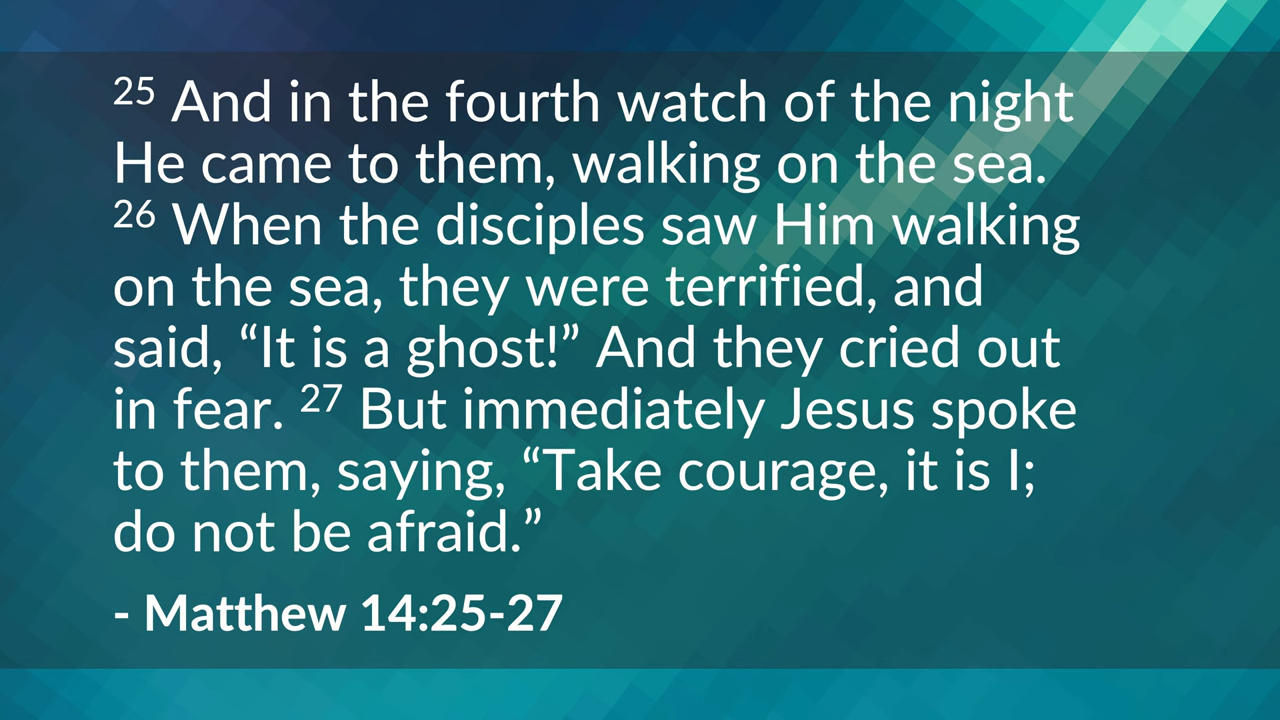 25 And in the fourth watch of the night
He came to them, walking on the sea.
26 When the disciples saw Him walking
on the sea, they were terrified, and
said, “It is a ghost!” And they cried out
in fear. 27 But immediately Jesus spoke
to them, saying, “Take courage, it is I;
do not be afraid.”
- Matthew 14:25-27